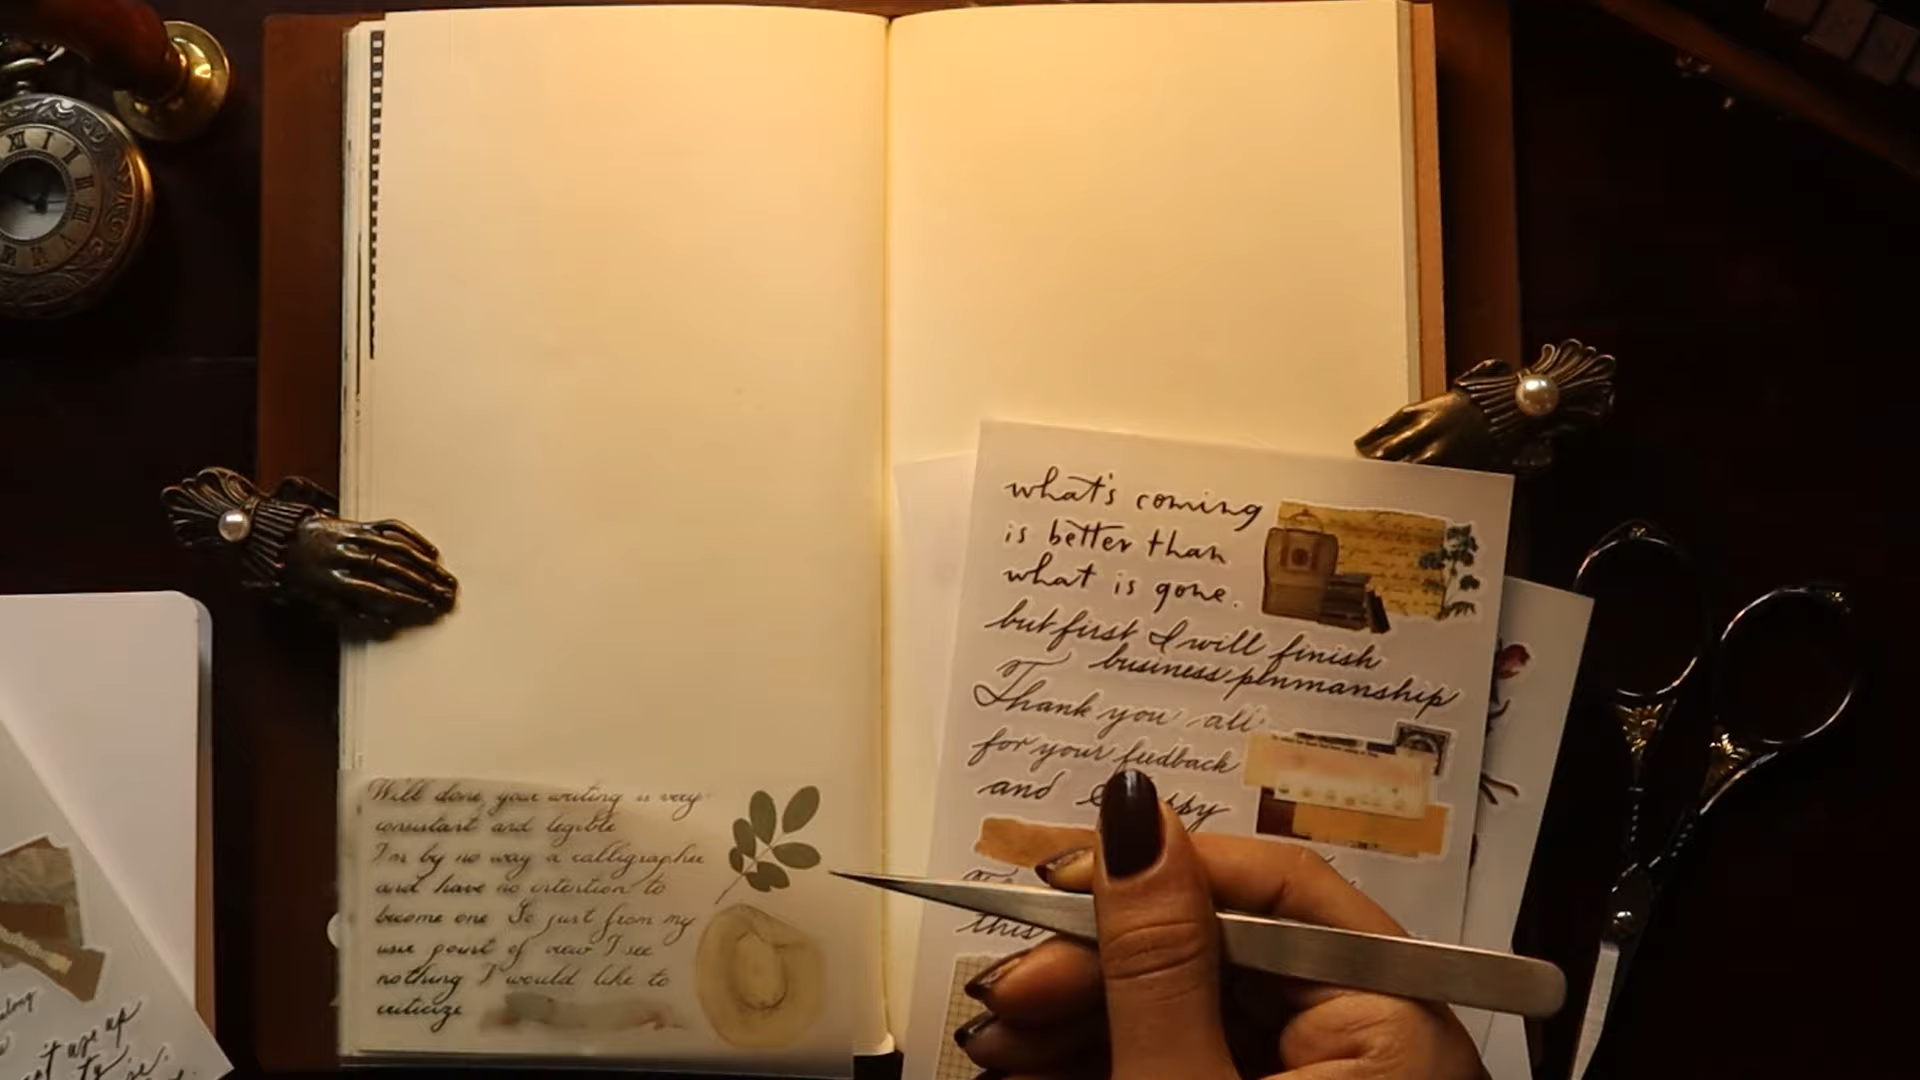 Well done, your writing is very
consistant and legible
I'm by no way a calligrapher
and have no intention to
become one So just from my
user point of view I see
nothing I would like to
criticize
what's coming
is better than
what is gone.
but first I will finish
business penmanship
Thank you all
for your feedback
and
this
along